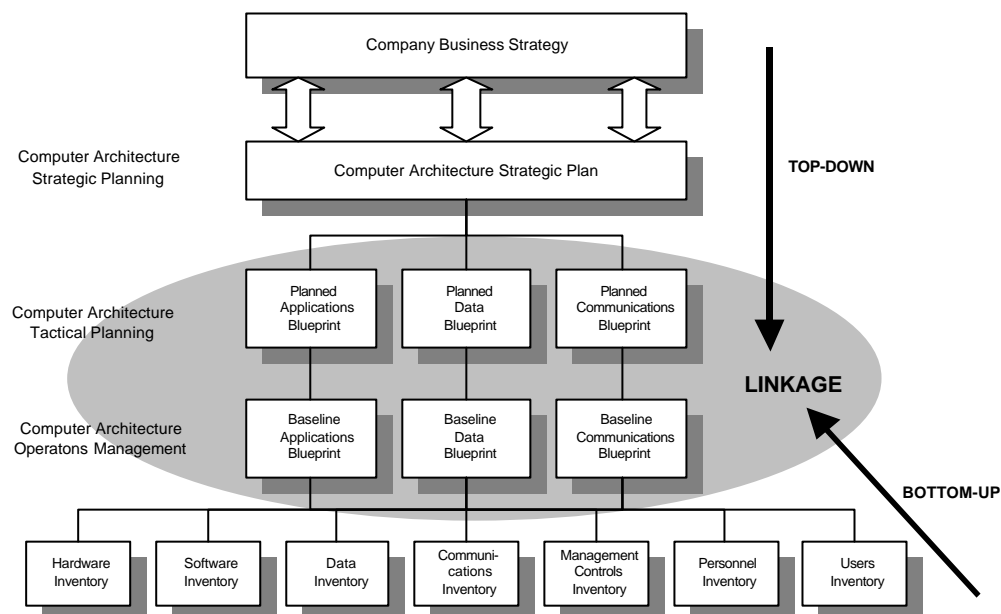 Company Business Strategy
Computer Architecture
Strategic Planning
Computer Architecture Strategic Plan
TOP-DOWN
Computer Architecture
Tactical Planning
Planned
Applications
Blueprint
Planned
Data
Blueprint
Planned
Communications
Blueprint
LINKAGE
Computer Architecture
Operatons Management
Baseline
Applications
Blueprint
Baseline
Data
Blueprint
Baseline
Communications
Blueprint
BOTTOM-UP
Hardware
Inventory
Software
Inventory
Data
Inventory
Communi-
cations
Inventory
Management
Controls
Inventory
Personnel
Inventory
Users
Inventory